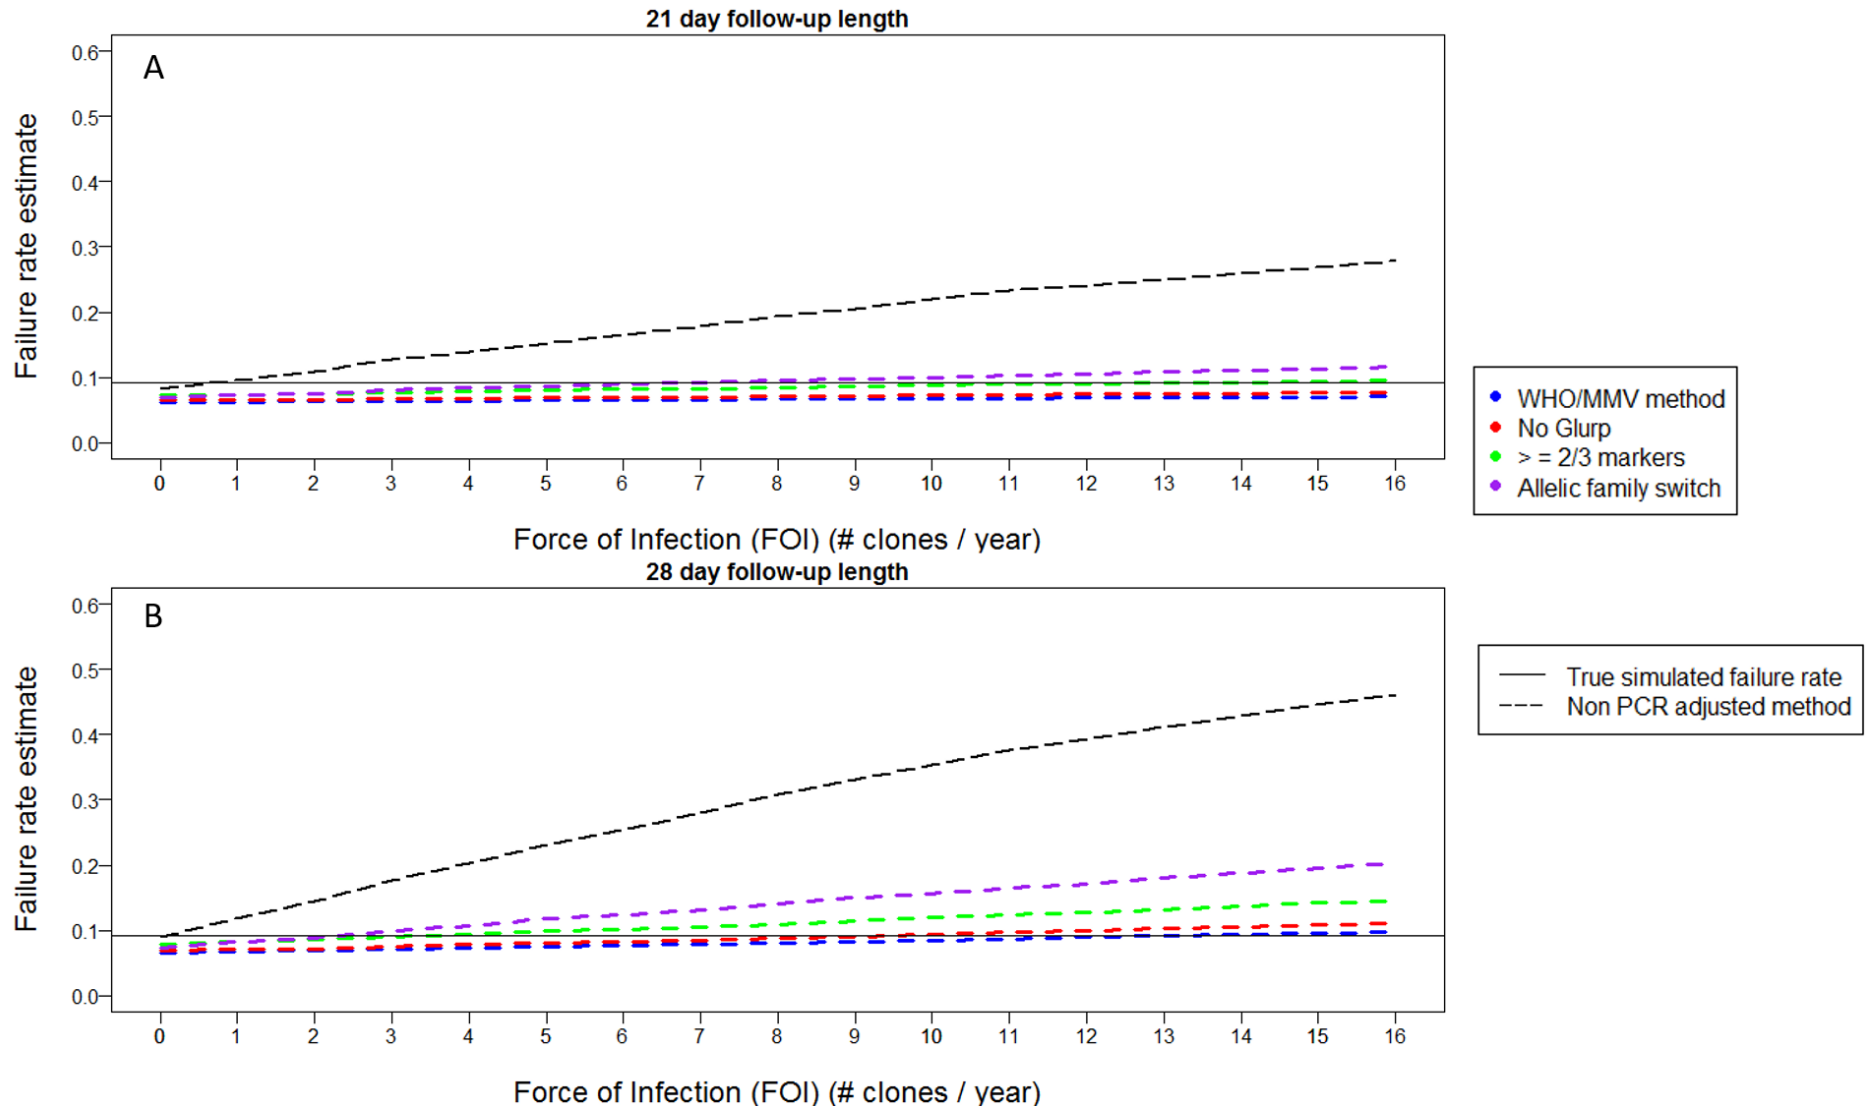 21 day follow-up length
A
Failure rate estimate
0.6
0.5
0.4
0.3
0.2
0.1
0.0
0 1 2 3 4 5 6 7 8 9 10 11 12 13 14 15 16
Force of Infection (FOI) (# clones / year)
WHO/MMV method
No Glurp
> = 2/3 markers
Allelic family switch
28 day follow-up length
B
Failure rate estimate
0.6
0.5
0.4
0.3
0.2
0.1
0.0
0 1 2 3 4 5 6 7 8 9 10 11 12 13 14 15 16
Force of Infection (FOI) (# clones / year)
True simulated failure rate
Non PCR adjusted method